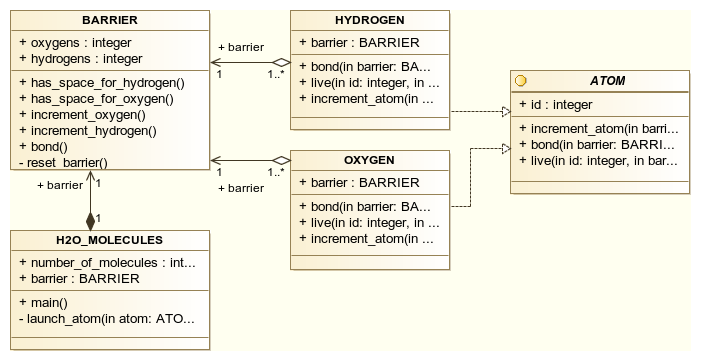 BARRIER
+ oxygens : integer
+ hydrogens : integer
+ has_space_for_hydrogen()
+ has_space_for_oxygen()
+ increment_oxygen()
+ increment_hydrogen()
+ bond()
- reset_barrier()
+ barrier
1
1..*
HYDROGEN
+ barrier : BARRIER
+ bond(in barrier: BA...
+ live(in id: integer, in ...
+ increment_atom(in ...
ATOM
+ id : integer
+ increment_atom(in barri...
+ bond(in barrier: BARRI...
+ live(in id: integer, in bar...
1
1..*
+ barrier
OXYGEN
+ barrier : BARRIER
+ bond(in barrier: BA...
+ live(in id: integer, in ...
+ increment_atom(in ...
+ barrier
1
1
H2O_MOLECULES
+ number_of_molecules : int...
+ barrier : BARRIER
+ main()
- launch_atom(in atom: ATO...